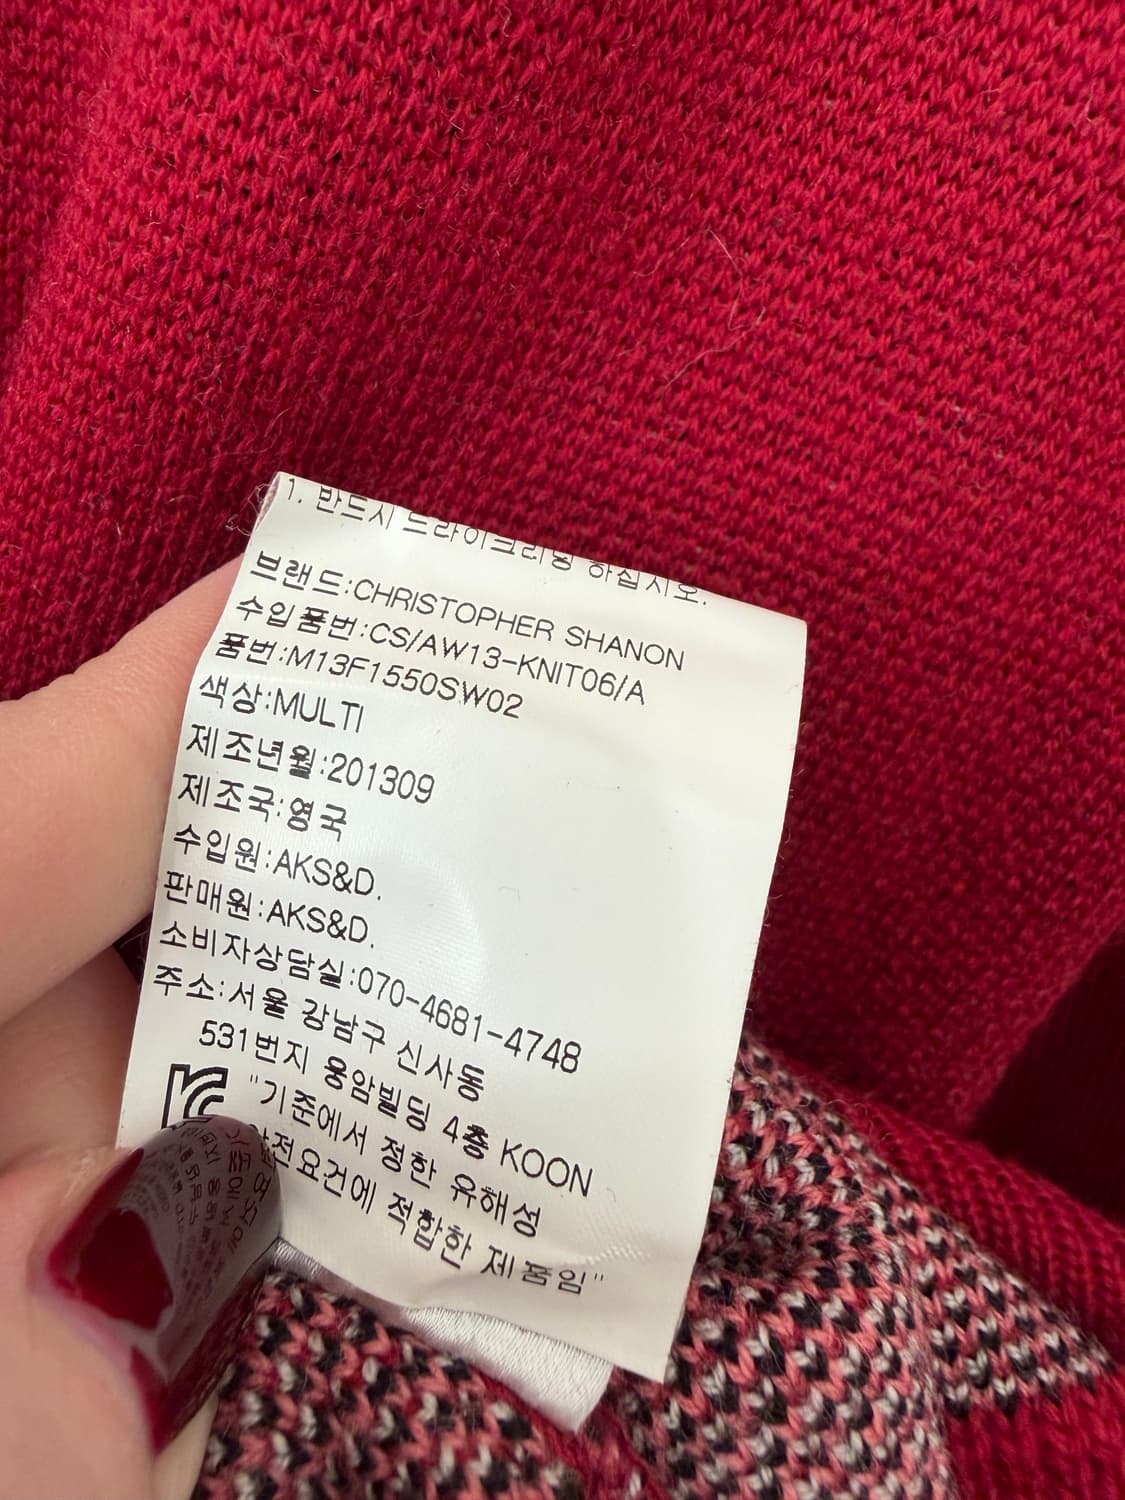 1. 반드시 드라이크리닝 하십시오.
브랜드:CHRISTOPHER SHANON
수입품번:CS/AW13-KNIT06/A
품번:M13F1550SW02
색상:MULTI
제조년월:201309
제조국:영국
수입원:AKS&D.
판매원:AKS&D.
소비자상담실:070-4681-4748
주소:서울 강남구 신사동
531번지 용암빌딩 4층 KOON
"기준에서 정한 유해성
안전요건에 적합한 제품임"